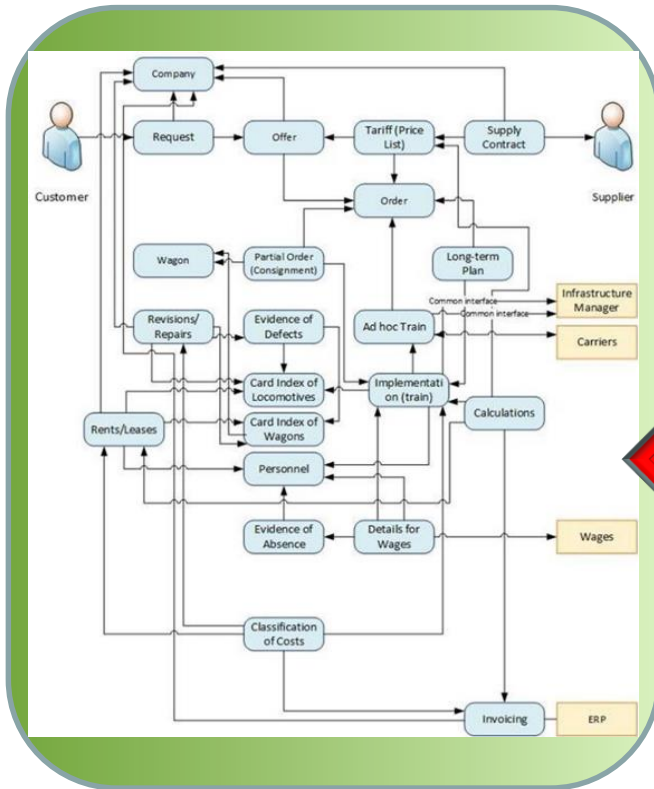 Company
Request
Offer
Tariff (Price
List)
Supply
Contract
Customer
Supplier
Order
Wagon
Partial Order
(Consignment)
Long-term
Plan
Common interface
Infrastructure
Manager
Common interface
Revisions/
Repairs
Evidence of
Defects
Ad hoc Train
Carriers
Card Index of
Locomotives
Implementati
on (train)
Rents/Leases
Card Index of
Wagons
Calculations
Personnel
Evidence of
Absence
Details for
Wages
Wages
Classification
of Costs
Invoicing
ERP